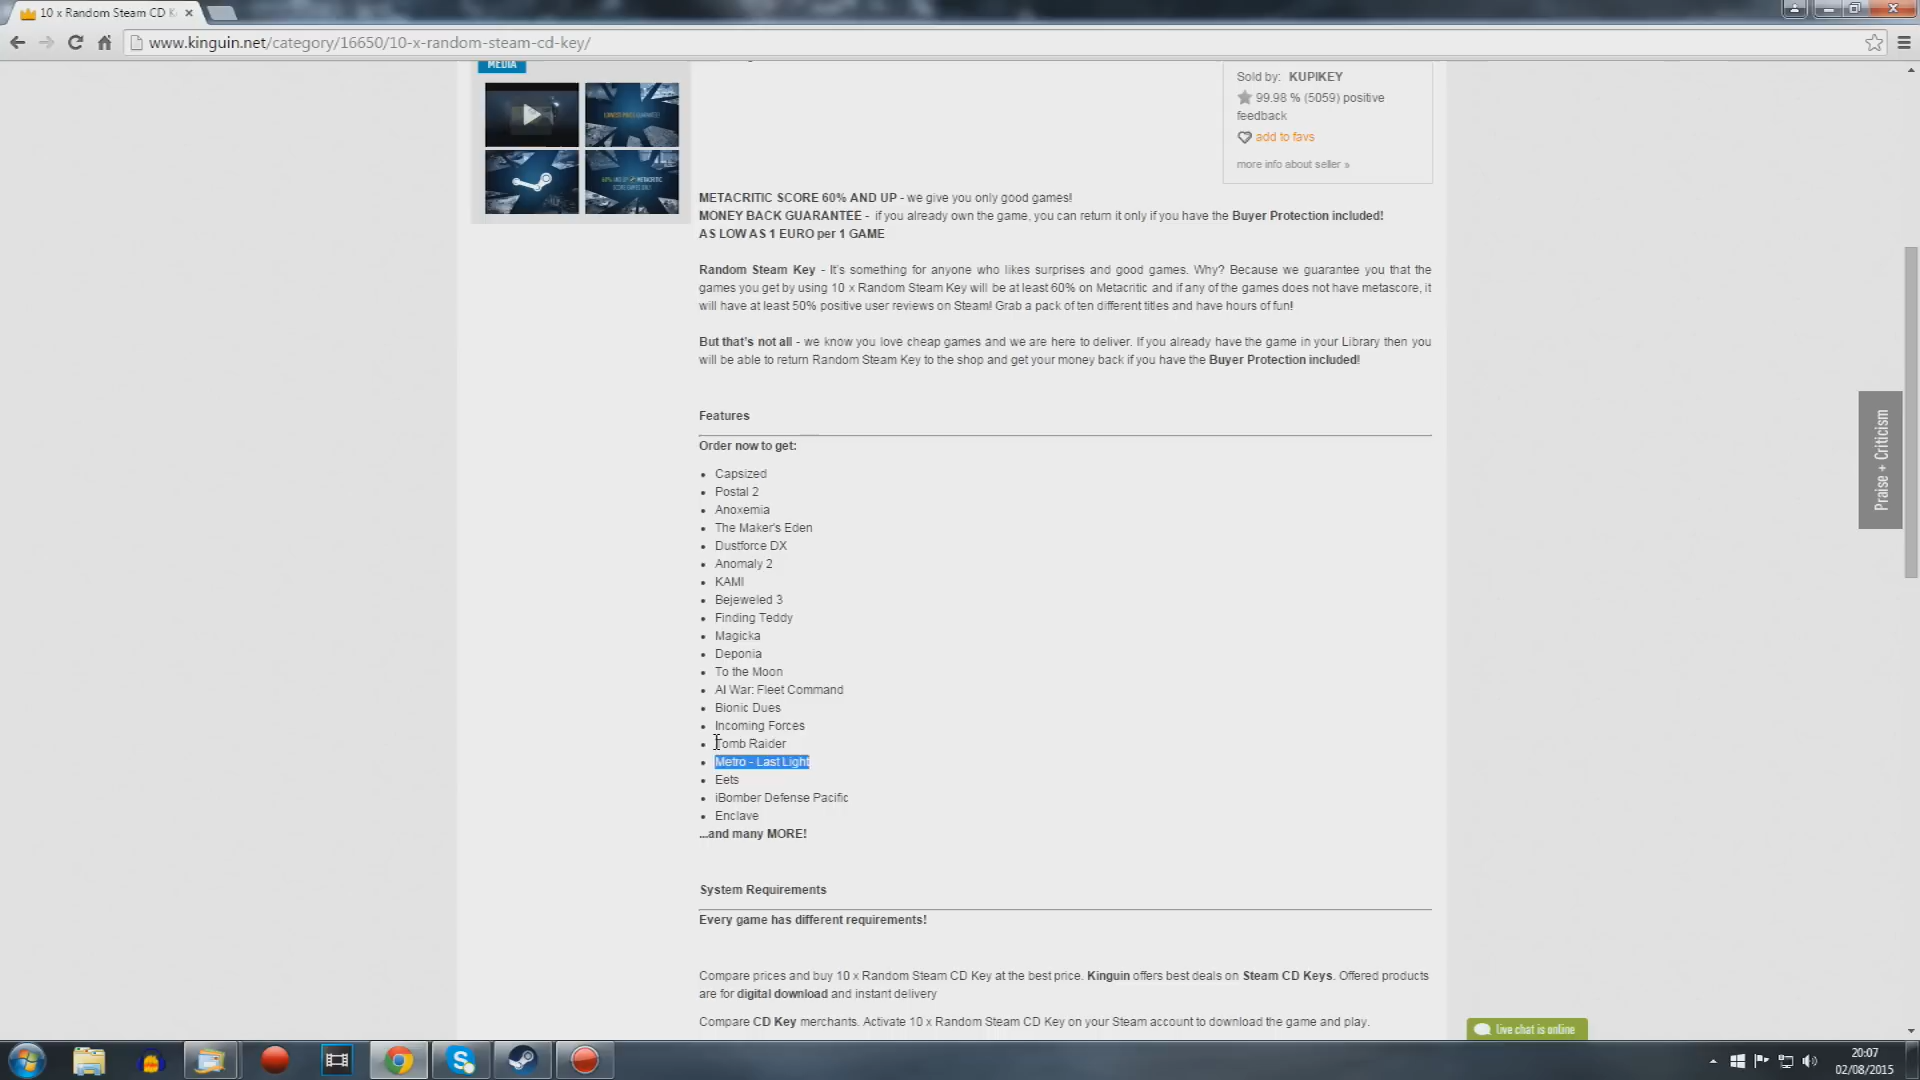 10 x Random Steam CD K
www.kinguin.net/category/16650/10-x-random-steam-cd-key/
MEDIA
LOWEST PRICE GUARANTEE!
60% AND UP METACRITIC
SCORE GAMES ONLY
Sold by: KUPIKEY
99.98 % (5059) positive
feedback
add to favs
more info about seller »
METACRITIC SCORE 60% AND UP - we give you only good games!
MONEY BACK GUARANTEE - if you already own the game, you can return it only if you have the Buyer Protection included!
AS LOW AS 1 EURO per 1 GAME
Random Steam Key - It's something for anyone who likes surprises and good games. Why? Because we guarantee you that the
games you get by using 10 x Random Steam Key will be at least 60% on Metacritic and if any of the games does not have metascore, it
will have at least 50% positive user reviews on Steam! Grab a pack of ten different titles and have hours of fun!
But that's not all - we know you love cheap games and we are here to deliver. If you already have the game in your Library then you
will be able to return Random Steam Key to the shop and get your money back if you have the Buyer Protection included!
Features
Order now to get:
• Capsized
• Postal 2
• Anoxemia
• The Maker's Eden
• Dustforce DX
• Anomaly 2
• KAMI
• Bejeweled 3
• Finding Teddy
• Magicka
• Deponia
• To the Moon
• AI War: Fleet Command
• Bionic Dues
• Incoming Forces
• Tomb Raider
• Metro - Last Light
• Eets
• iBomber Defense Pacific
• Enclave
...and many MORE!
System Requirements
Every game has different requirements!
Compare prices and buy 10 x Random Steam CD Key at the best price. Kinguin offers best deals on Steam CD Keys. Offered products
are for digital download and instant delivery
Compare CD Key merchants. Activate 10 x Random Steam CD Key on your Steam account to download the game and play.
Praise + Criticism
live chat is online
20:07
02/08/2015